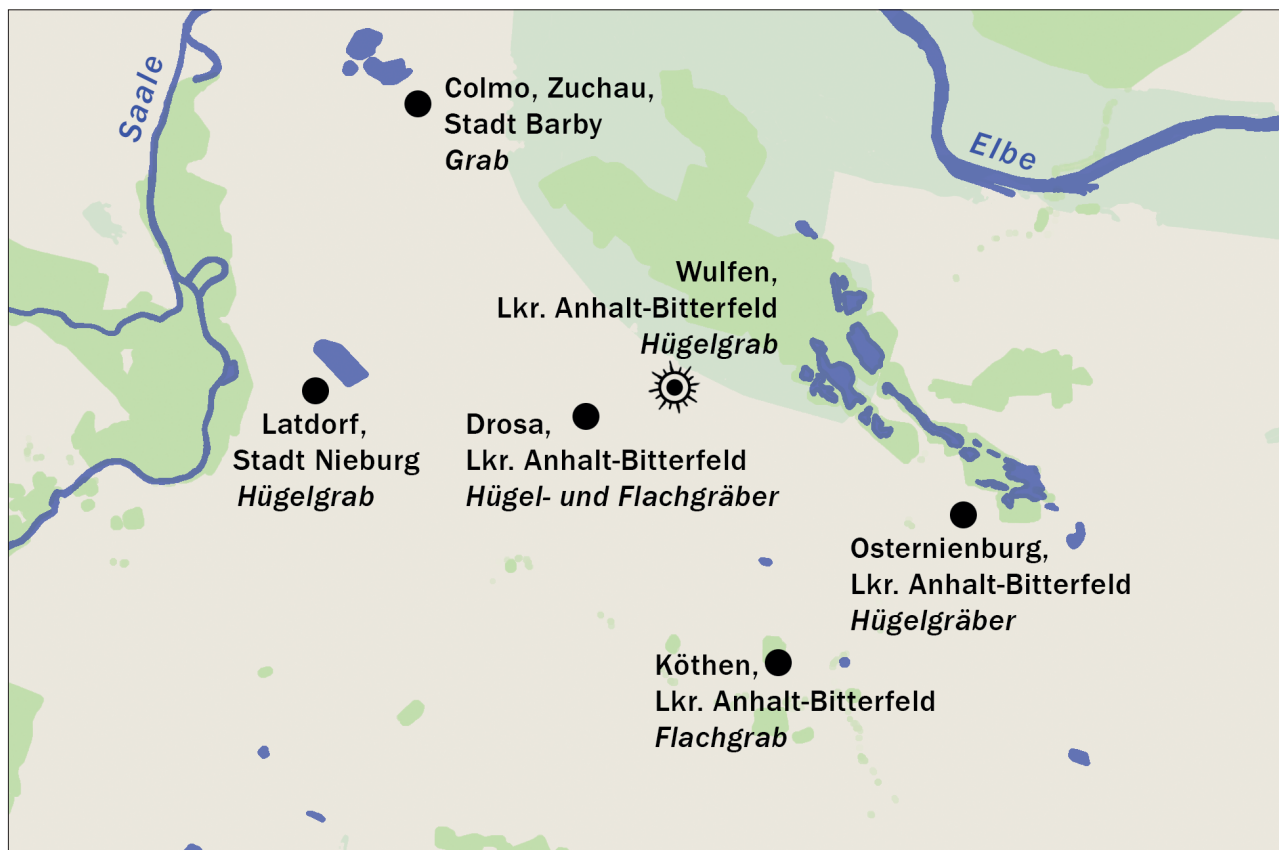 Saale
Colmo, Zuchau,
Stadt Barby
Grab
Elbe
Wulfen,
Lkr. Anhalt-Bitterfeld
Hügelgrab
Latdorf,
Stadt Nieburg
Hügelgrab
Drosa,
Lkr. Anhalt-Bitterfeld
Hügel- und Flachgräber
Osternienburg,
Lkr. Anhalt-Bitterfeld
Hügelgräber
Köthen,
Lkr. Anhalt-Bitterfeld
Flachgrab